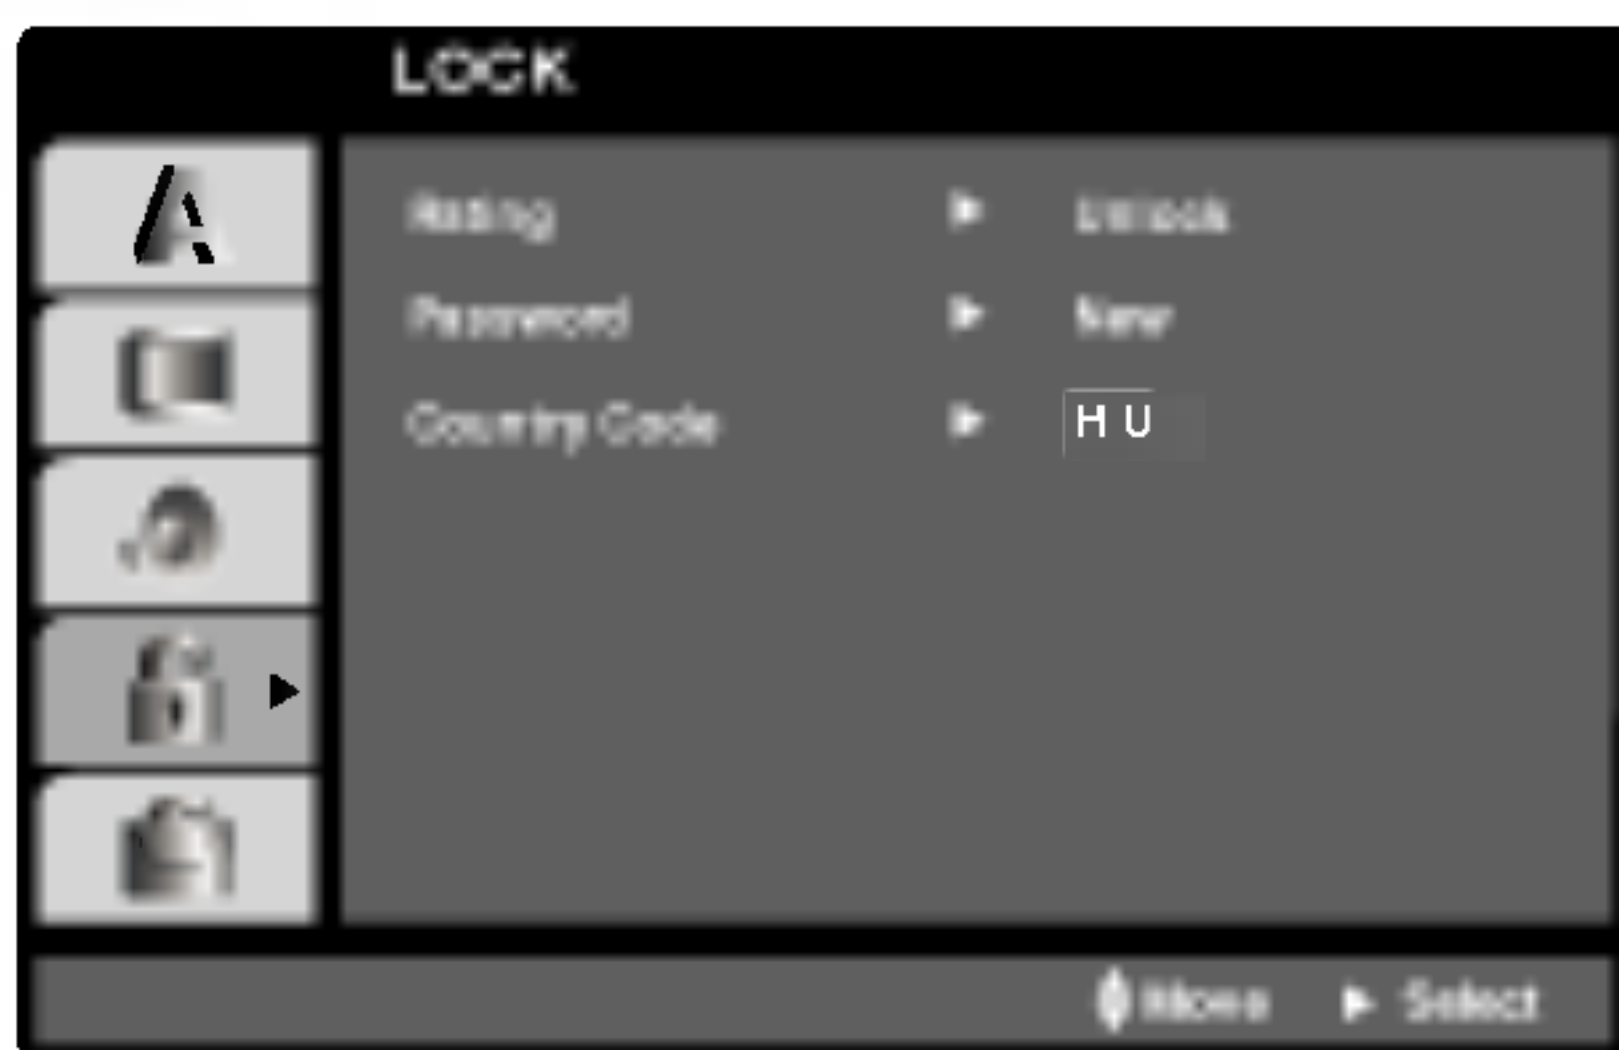 LOCK
Rating ► Unlock
Password ► New
Country Code ► H U
Move ► Select